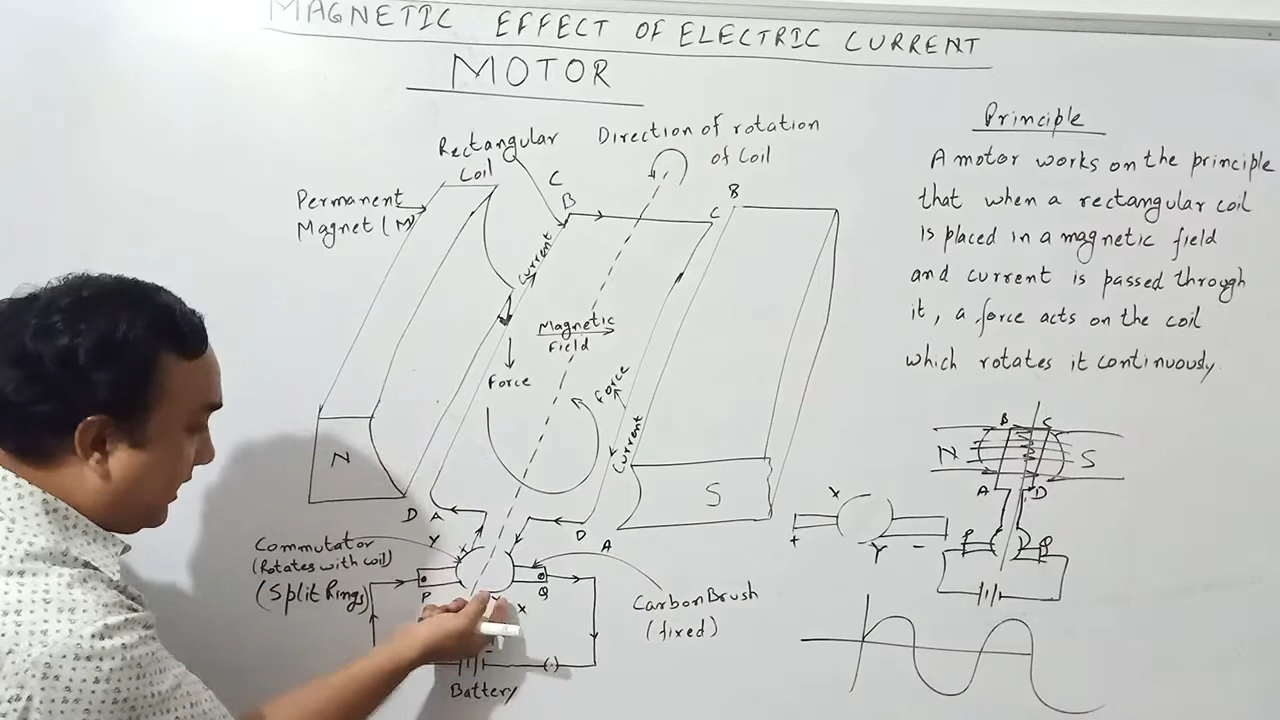 MAGNETIC EFFECT OF ELECTRIC CURRENT
MOTOR
Rectangular
Coil
Direction of rotation
of Coil
Permanent
Magnet (M)
C
B
C
B
Current
Magnetic
Field
Force
Force
Current
N
S
D A
Y
D
A
X
Commutator
(Rotates with coil)
(Split Rings)
P
Q
Y
X
Carbon Brush
(fixed)
Battery
Principle
A motor works on the principle
that when a rectangular coil
is placed in a magnetic field
and current is passed through
it, a force acts on the coil
which rotates it continuously.
B C
N
S
A
D
X
Y
+
-
P